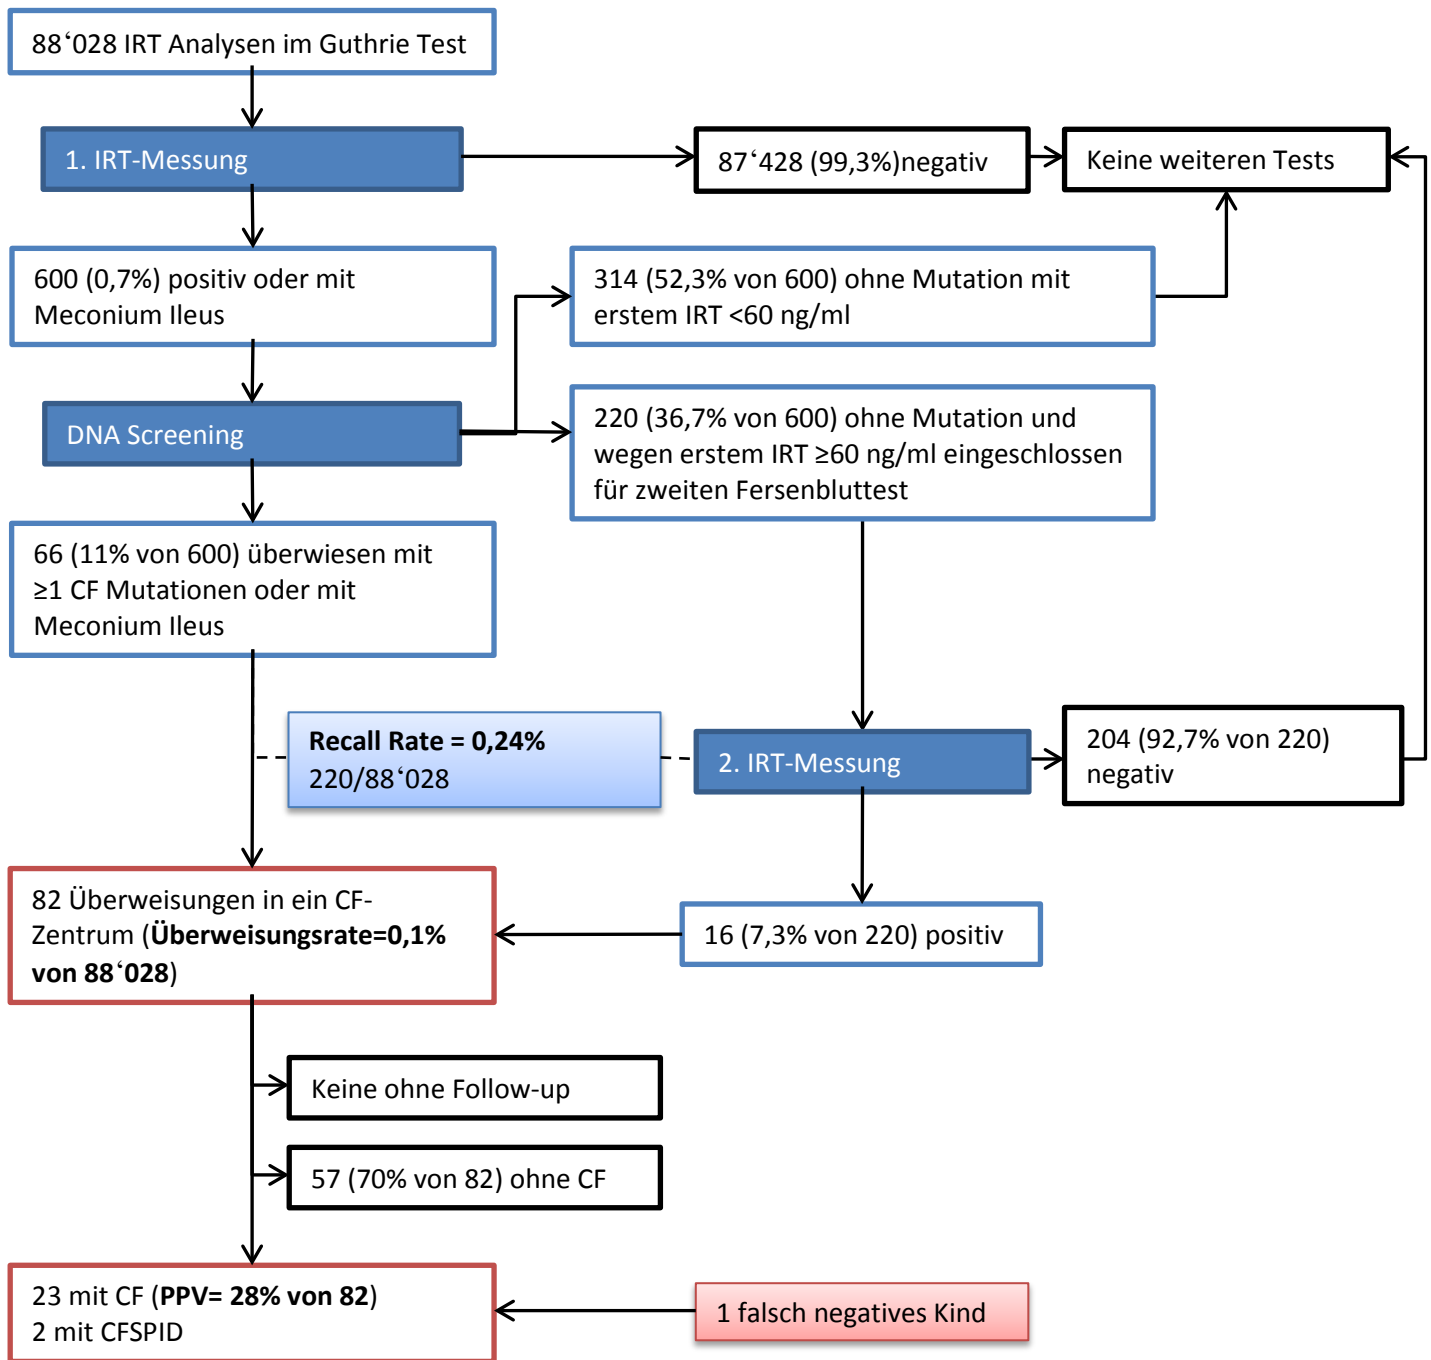 88‘028 IRT Analysen im Guthrie Test
1. IRT-Messung
87‘428 (99,3%)negativ
Keine weiteren Tests
600 (0,7%) positiv oder mit
Meconium Ileus
314 (52,3% von 600) ohne Mutation mit
erstem IRT <60 ng/ml
DNA Screening
220 (36,7% von 600) ohne Mutation und
wegen erstem IRT ≥60 ng/ml eingeschlossen
für zweiten Fersenbluttest
66 (11% von 600) überwiesen mit
≥1 CF Mutationen oder mit
Meconium Ileus
Recall Rate = 0,24%
220/88‘028
2. IRT-Messung
204 (92,7% von 220)
negativ
82 Überweisungen in ein CF-
Zentrum (Überweisungsrate=0,1%
von 88‘028)
16 (7,3% von 220) positiv
Keine ohne Follow-up
57 (70% von 82) ohne CF
23 mit CF (PPV= 28% von 82)
2 mit CFSPID
1 falsch negatives Kind